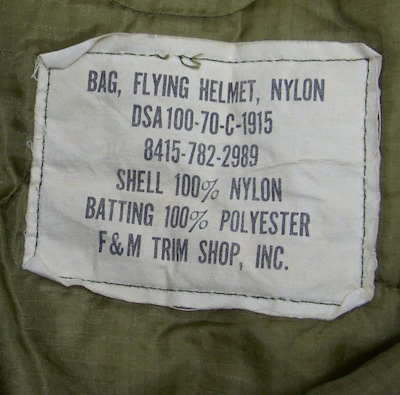 BAG, FLYING HELMET, NYLON
DSA100-70-C-1915
8415-782-2989
SHELL 100% NYLON
BATTING 100% POLYESTER
F & M TRIM SHOP, INC.